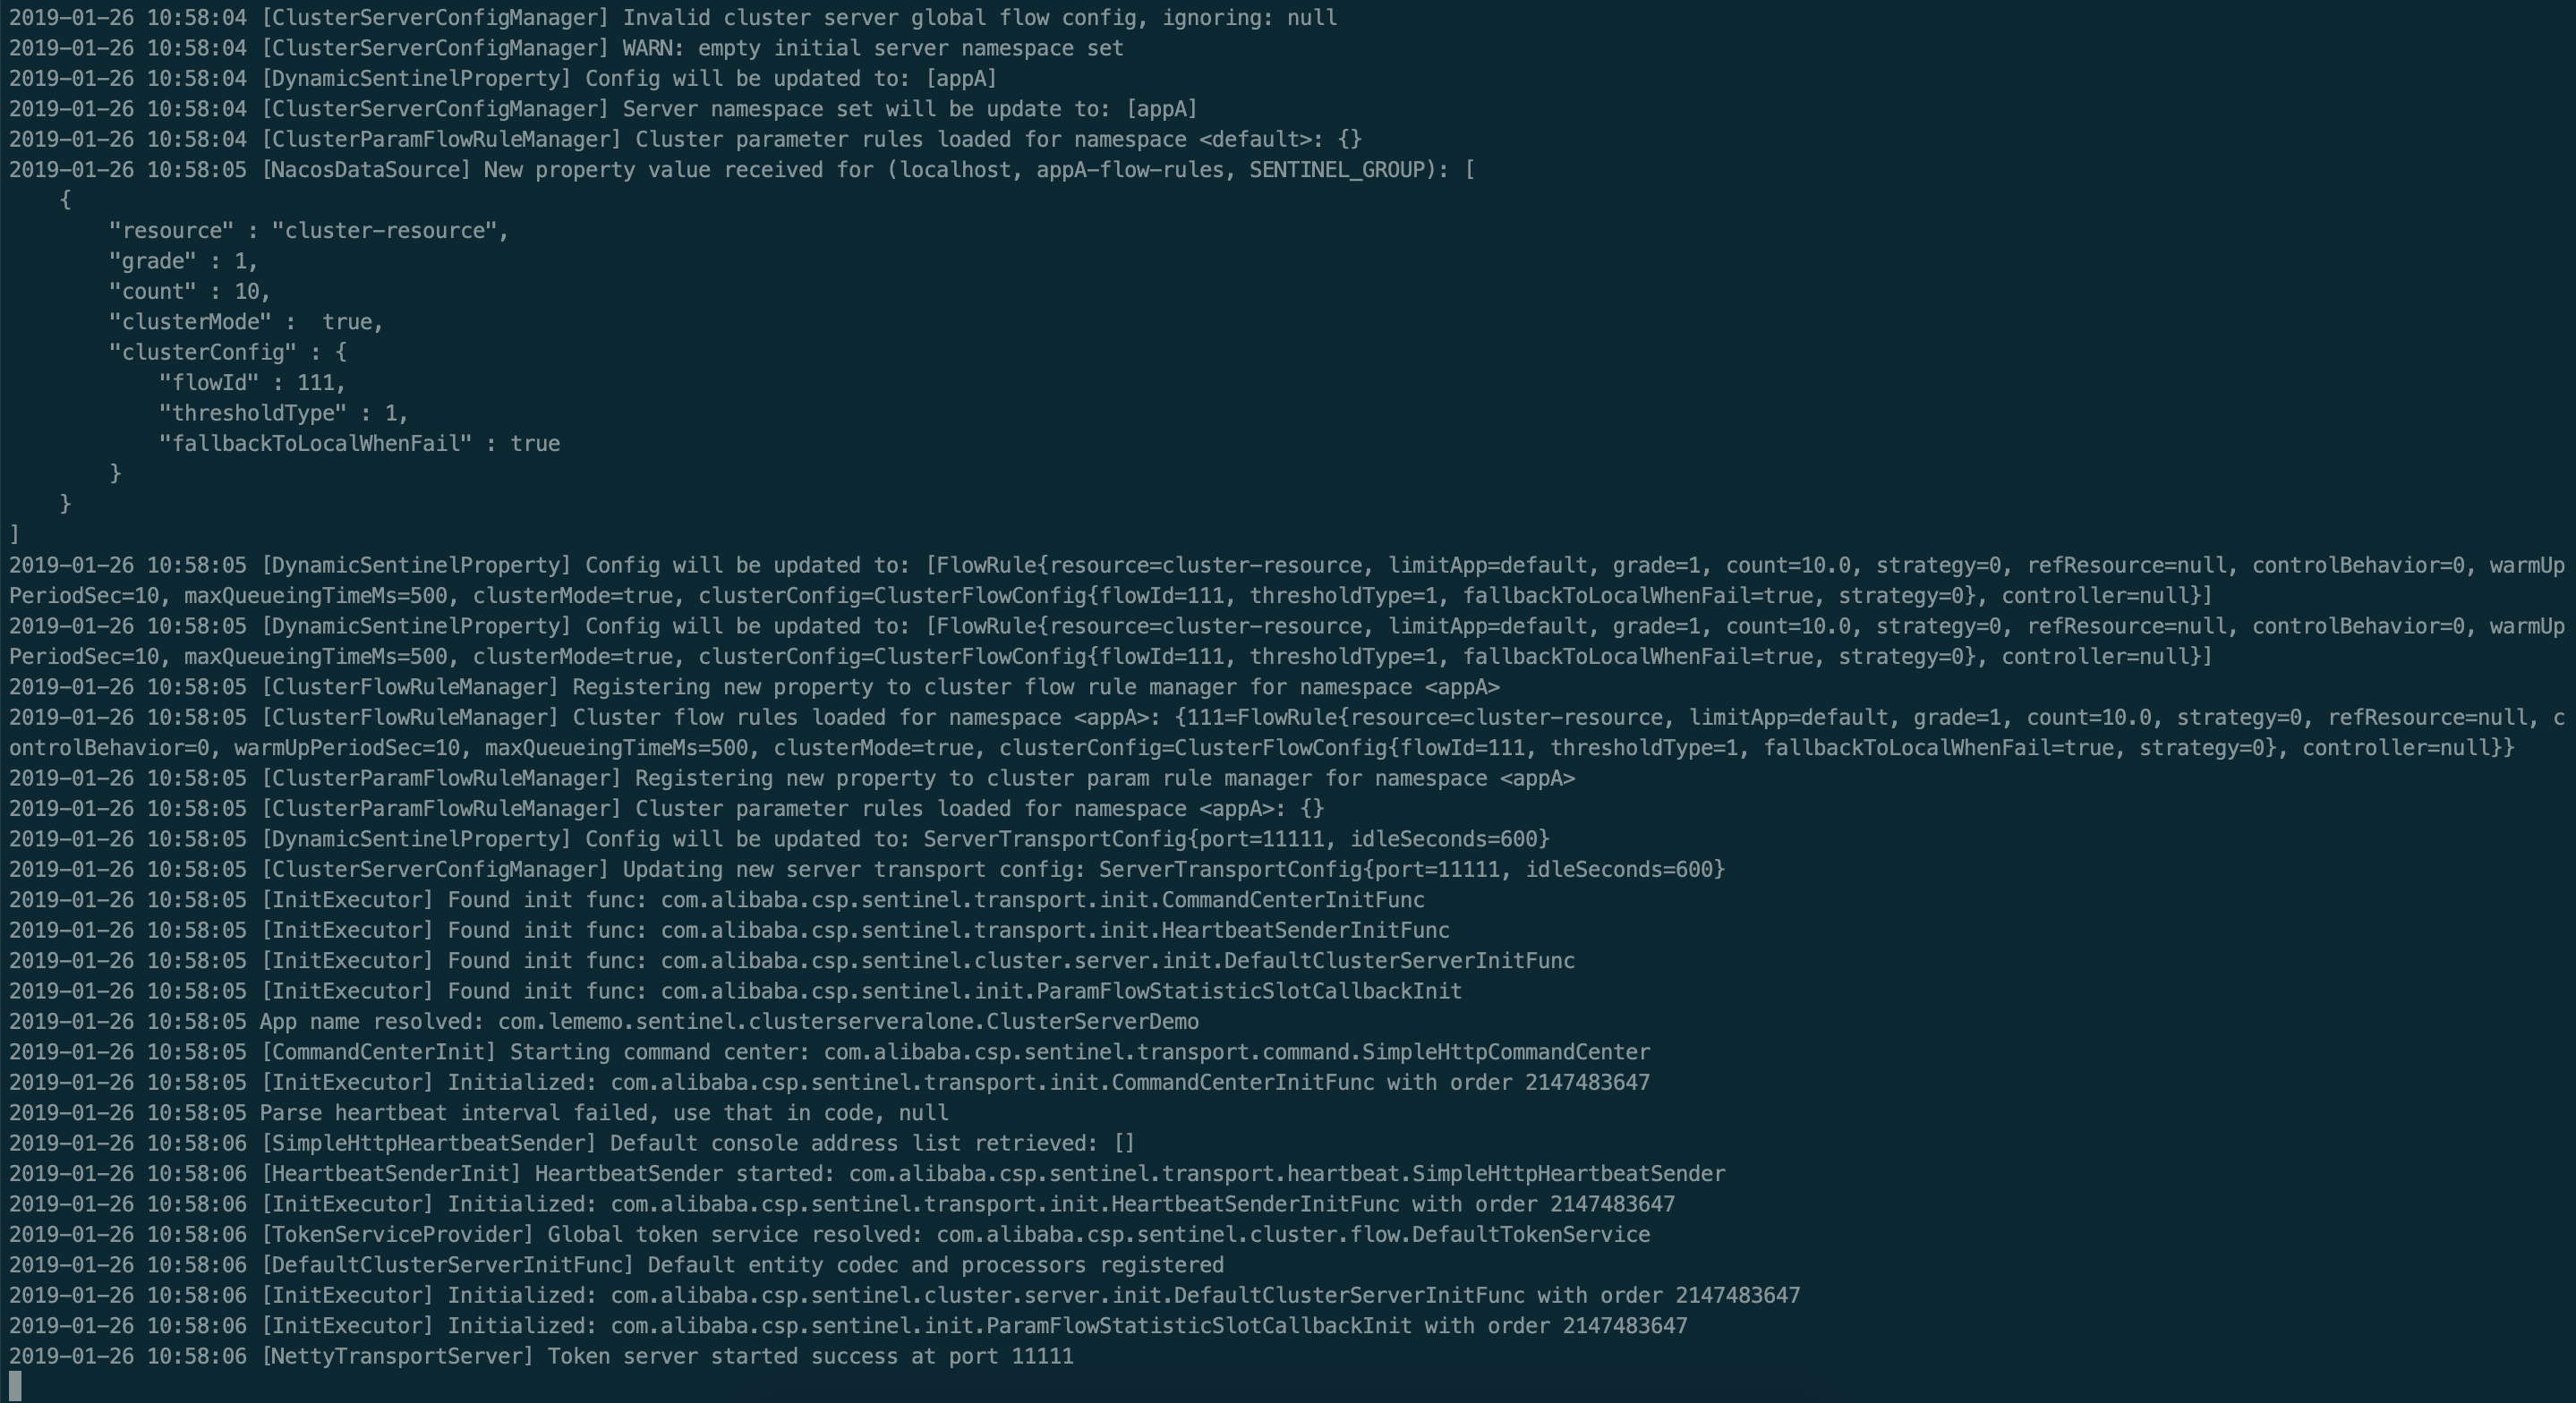 2019-01-26 10:58:04 [ClusterServerConfigManager] Invalid cluster server global flow config, ignoring: null
2019-01-26 10:58:04 [ClusterServerConfigManager] WARN: empty initial server namespace set
2019-01-26 10:58:04 [DynamicSentinelProperty] Config will be updated to: [appA]
2019-01-26 10:58:04 [ClusterServerConfigManager] Server namespace set will be update to: [appA]
2019-01-26 10:58:04 [ClusterParamFlowRuleManager] Cluster parameter rules loaded for namespace <default>: {}
2019-01-26 10:58:05 [NacosDataSource] New property value received for (localhost, appA-flow-rules, SENTINEL_GROUP): [
    {
        "resource" : "cluster-resource",
        "grade" : 1,
        "count" : 10,
        "clusterMode" :  true,
        "clusterConfig" : {
            "flowId" : 111,
            "thresholdType" : 1,
            "fallbackToLocalWhenFail" : true
        }
    }
]
2019-01-26 10:58:05 [DynamicSentinelProperty] Config will be updated to: [FlowRule{resource=cluster-resource, limitApp=default, grade=1, count=10.0, strategy=0, refResource=null, controlBehavior=0, warmUp
PeriodSec=10, maxQueueingTimeMs=500, clusterMode=true, clusterConfig=ClusterFlowConfig{flowId=111, thresholdType=1, fallbackToLocalWhenFail=true, strategy=0}, controller=null}]
2019-01-26 10:58:05 [DynamicSentinelProperty] Config will be updated to: [FlowRule{resource=cluster-resource, limitApp=default, grade=1, count=10.0, strategy=0, refResource=null, controlBehavior=0, warmUp
PeriodSec=10, maxQueueingTimeMs=500, clusterMode=true, clusterConfig=ClusterFlowConfig{flowId=111, thresholdType=1, fallbackToLocalWhenFail=true, strategy=0}, controller=null}]
2019-01-26 10:58:05 [ClusterFlowRuleManager] Registering new property to cluster flow rule manager for namespace <appA>
2019-01-26 10:58:05 [ClusterFlowRuleManager] Cluster flow rules loaded for namespace <appA>: {111=FlowRule{resource=cluster-resource, limitApp=default, grade=1, count=10.0, strategy=0, refResource=null, c
ontrolBehavior=0, warmUpPeriodSec=10, maxQueueingTimeMs=500, clusterMode=true, clusterConfig=ClusterFlowConfig{flowId=111, thresholdType=1, fallbackToLocalWhenFail=true, strategy=0}, controller=null}}
2019-01-26 10:58:05 [ClusterParamFlowRuleManager] Registering new property to cluster param rule manager for namespace <appA>
2019-01-26 10:58:05 [ClusterParamFlowRuleManager] Cluster parameter rules loaded for namespace <appA>: {}
2019-01-26 10:58:05 [DynamicSentinelProperty] Config will be updated to: ServerTransportConfig{port=11111, idleSeconds=600}
2019-01-26 10:58:05 [ClusterServerConfigManager] Updating new server transport config: ServerTransportConfig{port=11111, idleSeconds=600}
2019-01-26 10:58:05 [InitExecutor] Found init func: com.alibaba.csp.sentinel.transport.init.CommandCenterInitFunc
2019-01-26 10:58:05 [InitExecutor] Found init func: com.alibaba.csp.sentinel.transport.init.HeartbeatSenderInitFunc
2019-01-26 10:58:05 [InitExecutor] Found init func: com.alibaba.csp.sentinel.cluster.server.init.DefaultClusterServerInitFunc
2019-01-26 10:58:05 [InitExecutor] Found init func: com.alibaba.csp.sentinel.init.ParamFlowStatisticSlotCallbackInit
2019-01-26 10:58:05 App name resolved: com.lememo.sentinel.clusterserveralone.ClusterServerDemo
2019-01-26 10:58:05 [CommandCenterInit] Starting command center: com.alibaba.csp.sentinel.transport.command.SimpleHttpCommandCenter
2019-01-26 10:58:05 [InitExecutor] Initialized: com.alibaba.csp.sentinel.transport.init.CommandCenterInitFunc with order 2147483647
2019-01-26 10:58:05 Parse heartbeat interval failed, use that in code, null
2019-01-26 10:58:06 [SimpleHttpHeartbeatSender] Default console address list retrieved: []
2019-01-26 10:58:06 [HeartbeatSenderInit] HeartbeatSender started: com.alibaba.csp.sentinel.transport.heartbeat.SimpleHttpHeartbeatSender
2019-01-26 10:58:06 [InitExecutor] Initialized: com.alibaba.csp.sentinel.transport.init.HeartbeatSenderInitFunc with order 2147483647
2019-01-26 10:58:06 [TokenServiceProvider] Global token service resolved: com.alibaba.csp.sentinel.cluster.flow.DefaultTokenService
2019-01-26 10:58:06 [DefaultClusterServerInitFunc] Default entity codec and processors registered
2019-01-26 10:58:06 [InitExecutor] Initialized: com.alibaba.csp.sentinel.cluster.server.init.DefaultClusterServerInitFunc with order 2147483647
2019-01-26 10:58:06 [InitExecutor] Initialized: com.alibaba.csp.sentinel.init.ParamFlowStatisticSlotCallbackInit with order 2147483647
2019-01-26 10:58:06 [NettyTransportServer] Token server started success at port 11111